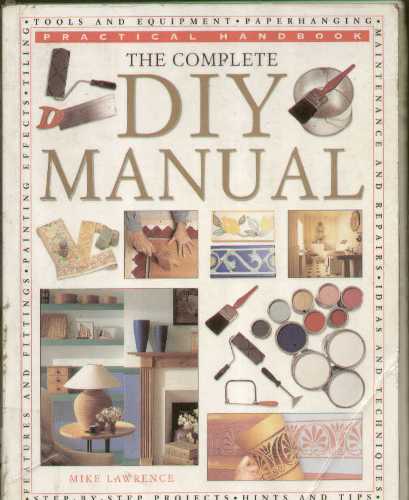 TOOLS AND EQUIPMENT • PAPERHANGING
PRACTICAL HANDBOOK
THE COMPLETE
DIY
MANUAL
MAINTENANCE AND REPAIRS • IDEAS AND TECHNIQUES
TILING • PAINTING EFFECTS • FIXTURES AND FITTINGS
MIKE LAWRENCE
STEP-BY-STEP PROJECTS • HINTS AND TIPS